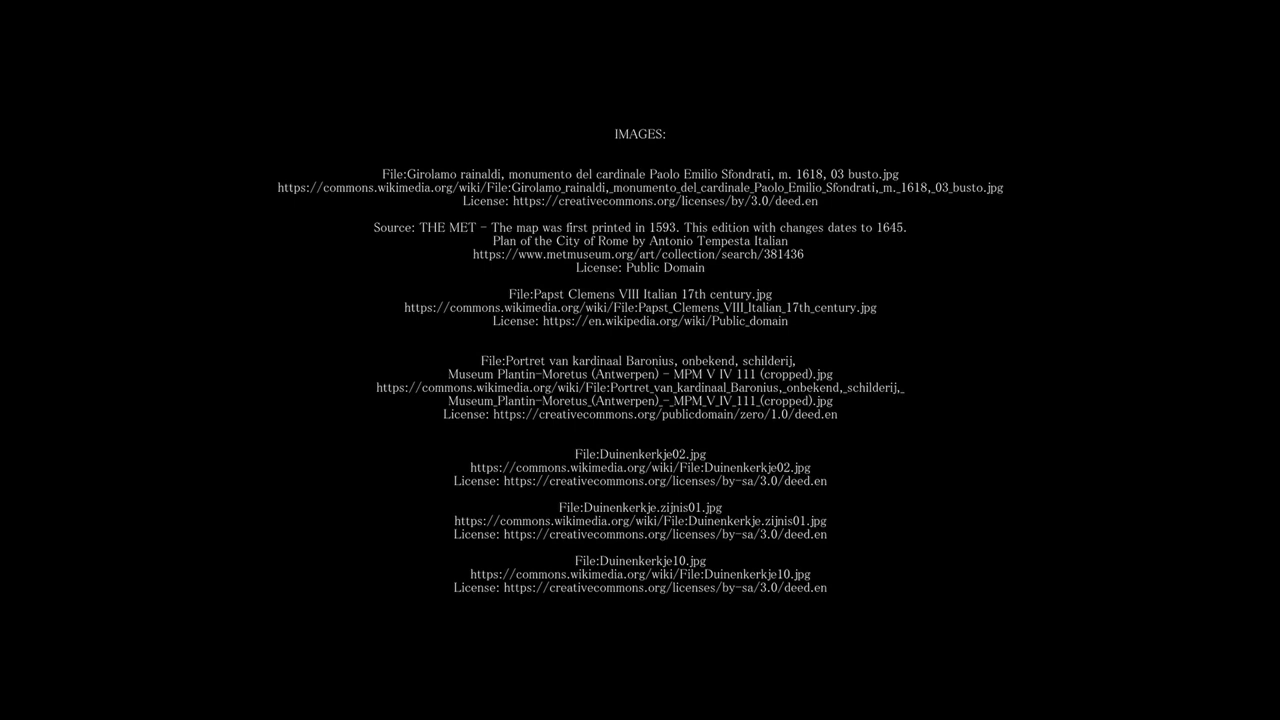 IMAGES:
File:Girolamo rainaldi, monumento del cardinale Paolo Emilio Sfondrati, m. 1618, 03 busto.jpg
https://commons.wikimedia.org/wiki/File:Girolamo_rainaldi,_monumento_del_cardinale_Paolo_Emilio_Sfondrati,_m._1618,_03_busto.jpg
License: https://creativecommons.org/licenses/by/3.0/deed.en
Source: THE MET - The map was first printed in 1593. This edition with changes dates to 1645.
Plan of the City of Rome by Antonio Tempesta Italian
https://www.metmuseum.org/art/collection/search/381436
License: Public Domain
File:Papst Clemens VIII Italian 17th century.jpg
https://commons.wikimedia.org/wiki/File:Papst_Clemens_VIII_Italian_17th_century.jpg
License: https://en.wikipedia.org/wiki/Public_domain
File:Portret van kardinaal Baronius, onbekend, schilderij,
Museum Plantin-Moretus (Antwerpen) - MPM V IV 111 (cropped).jpg
https://commons.wikimedia.org/wiki/File:Portret_van_kardinaal_Baronius,_onbekend,_schilderij,_
Museum_Plantin-Moretus_(Antwerpen)_-_MPM_V_IV_111_(cropped).jpg
License: https://creativecommons.org/publicdomain/zero/1.0/deed.en
File:Duinenkerkje02.jpg
https://commons.wikimedia.org/wiki/File:Duinenkerkje02.jpg
License: https://creativecommons.org/licenses/by-sa/3.0/deed.en
File:Duinenkerkje.zijnis01.jpg
https://commons.wikimedia.org/wiki/File:Duinenkerkje.zijnis01.jpg
License: https://creativecommons.org/licenses/by-sa/3.0/deed.en
File:Duinenkerkje10.jpg
https://commons.wikimedia.org/wiki/File:Duinenkerkje10.jpg
License: https://creativecommons.org/licenses/by-sa/3.0/deed.en